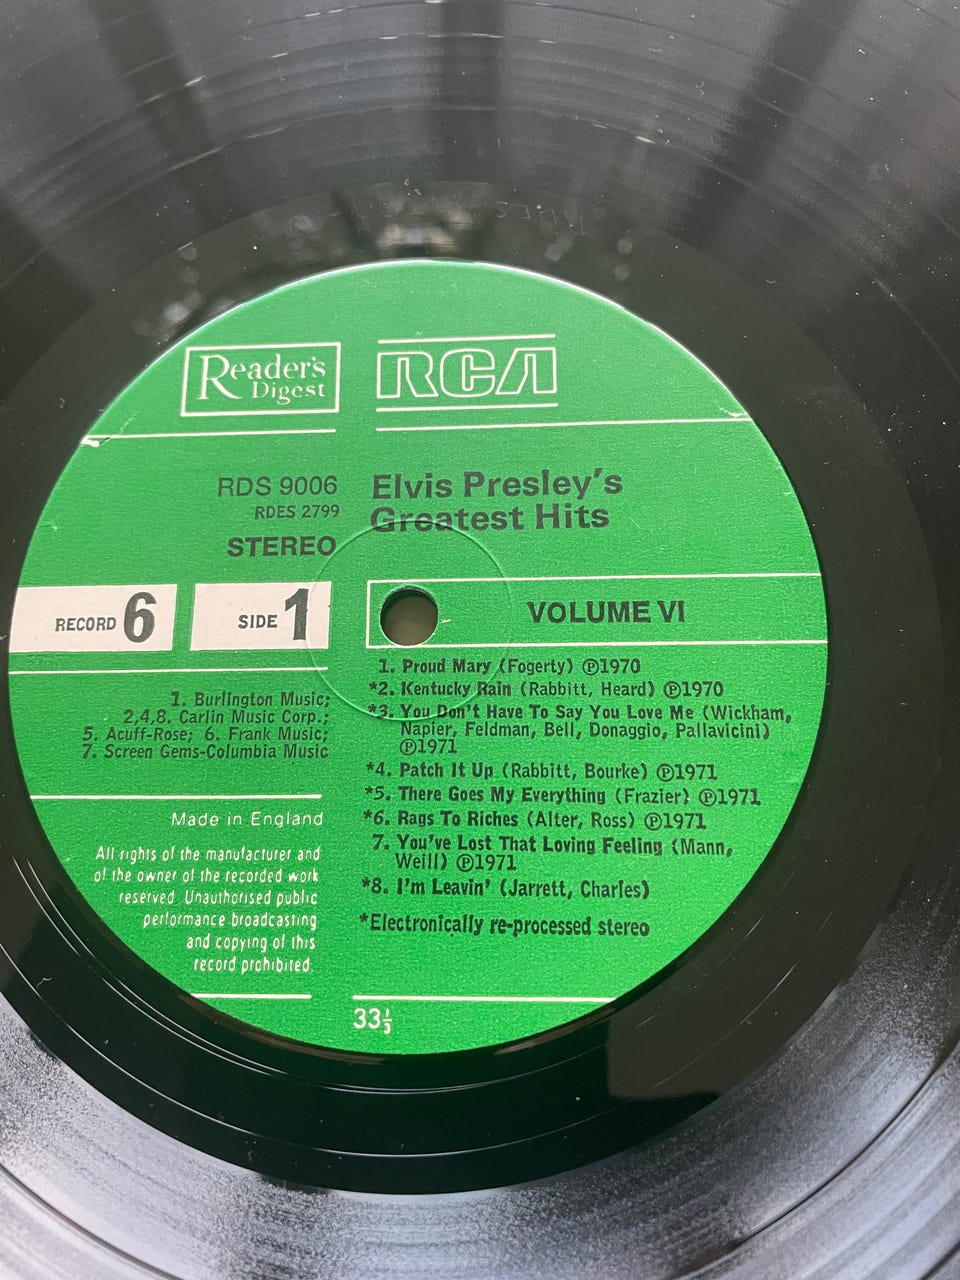 Reader's
Digest
RCA
RDS 9006
RDES 2799
STEREO
Elvis Presley's
Greatest Hits
RECORD 6
SIDE 1
VOLUME VI
1. Burlington Music;
2,4,8. Carlin Music Corp.;
5. Acuff-Rose; 6. Frank Music;
7. Screen Gems-Columbia Music
Made in England
All rights of the manufacturer and
of the owner of the recorded work
reserved. Unauthorised public
performance broadcasting
and copying of this
record prohibited.
1. Proud Mary (Fogerty) ℗1970
*2. Kentucky Rain (Rabbitt, Heard) ℗1970
*3. You Don't Have To Say You Love Me (Wickham,
Napier, Feldman, Bell, Donaggio, Pallavicini)
℗1971
*4. Patch It Up (Rabbitt, Bourke) ℗1971
*5. There Goes My Everything (Frazier) ℗1971
*6. Rags To Riches (Alter, Ross) ℗1971
7. You've Lost That Loving Feeling (Mann,
Weill) ℗1971
*8. I'm Leavin' (Jarrett, Charles)
*Electronically re-processed stereo
33⅓